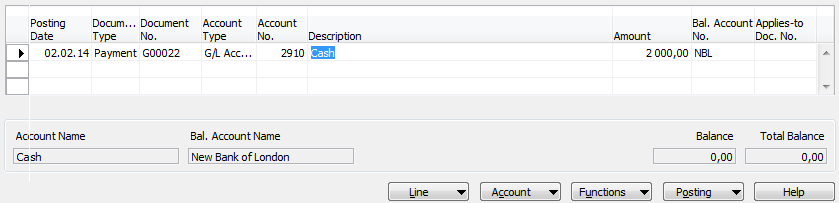 Posting Date Docum... Type Document No. Account Type Account No. Description Amount Bal. Account No. Applies-to Doc. No.
02.02.14 Payment G00022 G/L Acc... 2910 Cash 2 000,00 NBL
Account Name Bal. Account Name Balance Total Balance
Cash New Bank of London 0,00 0,00
Line Account Functions Posting Help